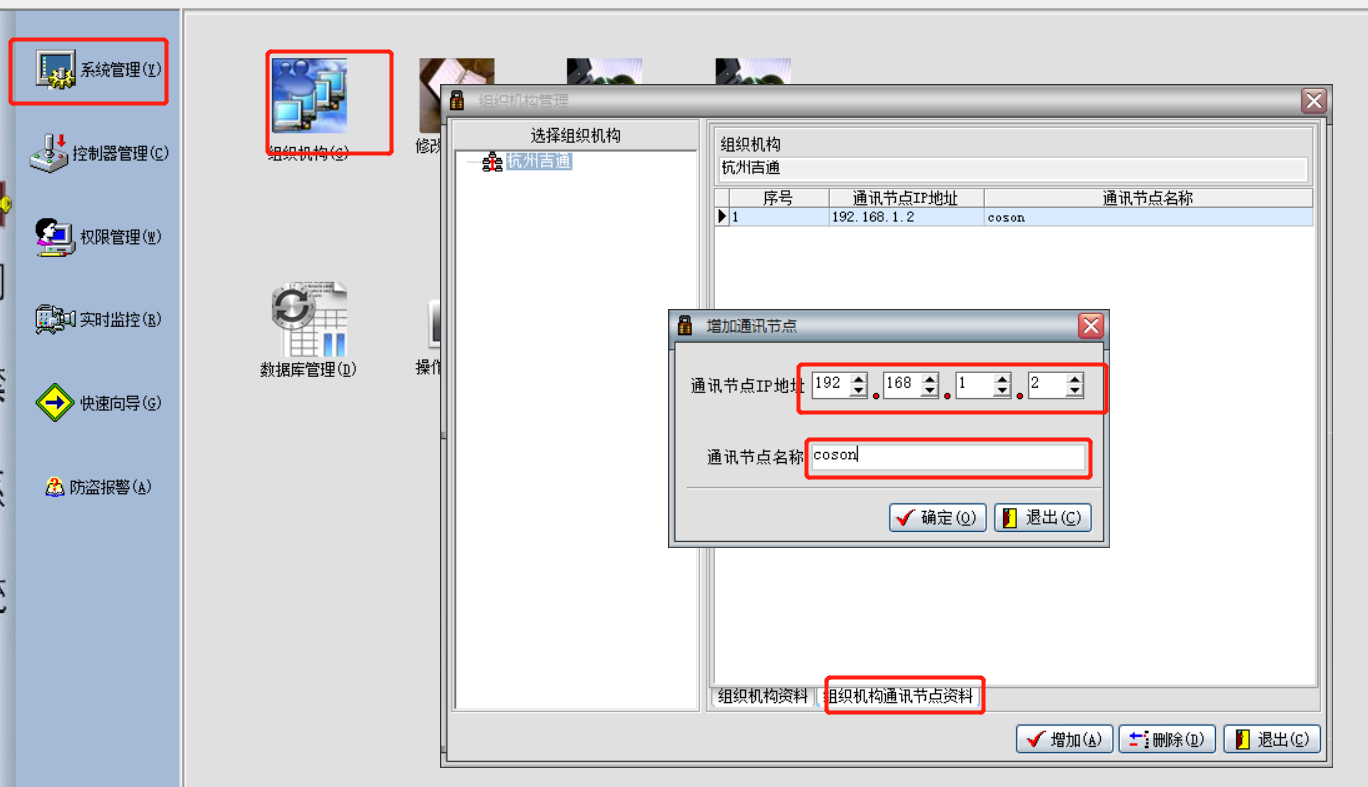 系统管理(Y)
控制器管理(C)
权限管理(W)
实时监控(R)
快速向导(G)
防盗报警(A)
组织机构(G)
修改
数据库管理(D)
操作
组织机构管理
选择组织机构
杭州吉通
组织机构
杭州吉通
序号 通讯节点IP地址 通讯节点名称
1 192.168.1.2 coson
增加通讯节点
通讯节点IP地址 192 168 1 2
通讯节点名称 coson
确定(O) 退出(C)
组织机构资料 组织机构通讯节点资料
增加(A) 删除(D) 退出(C)